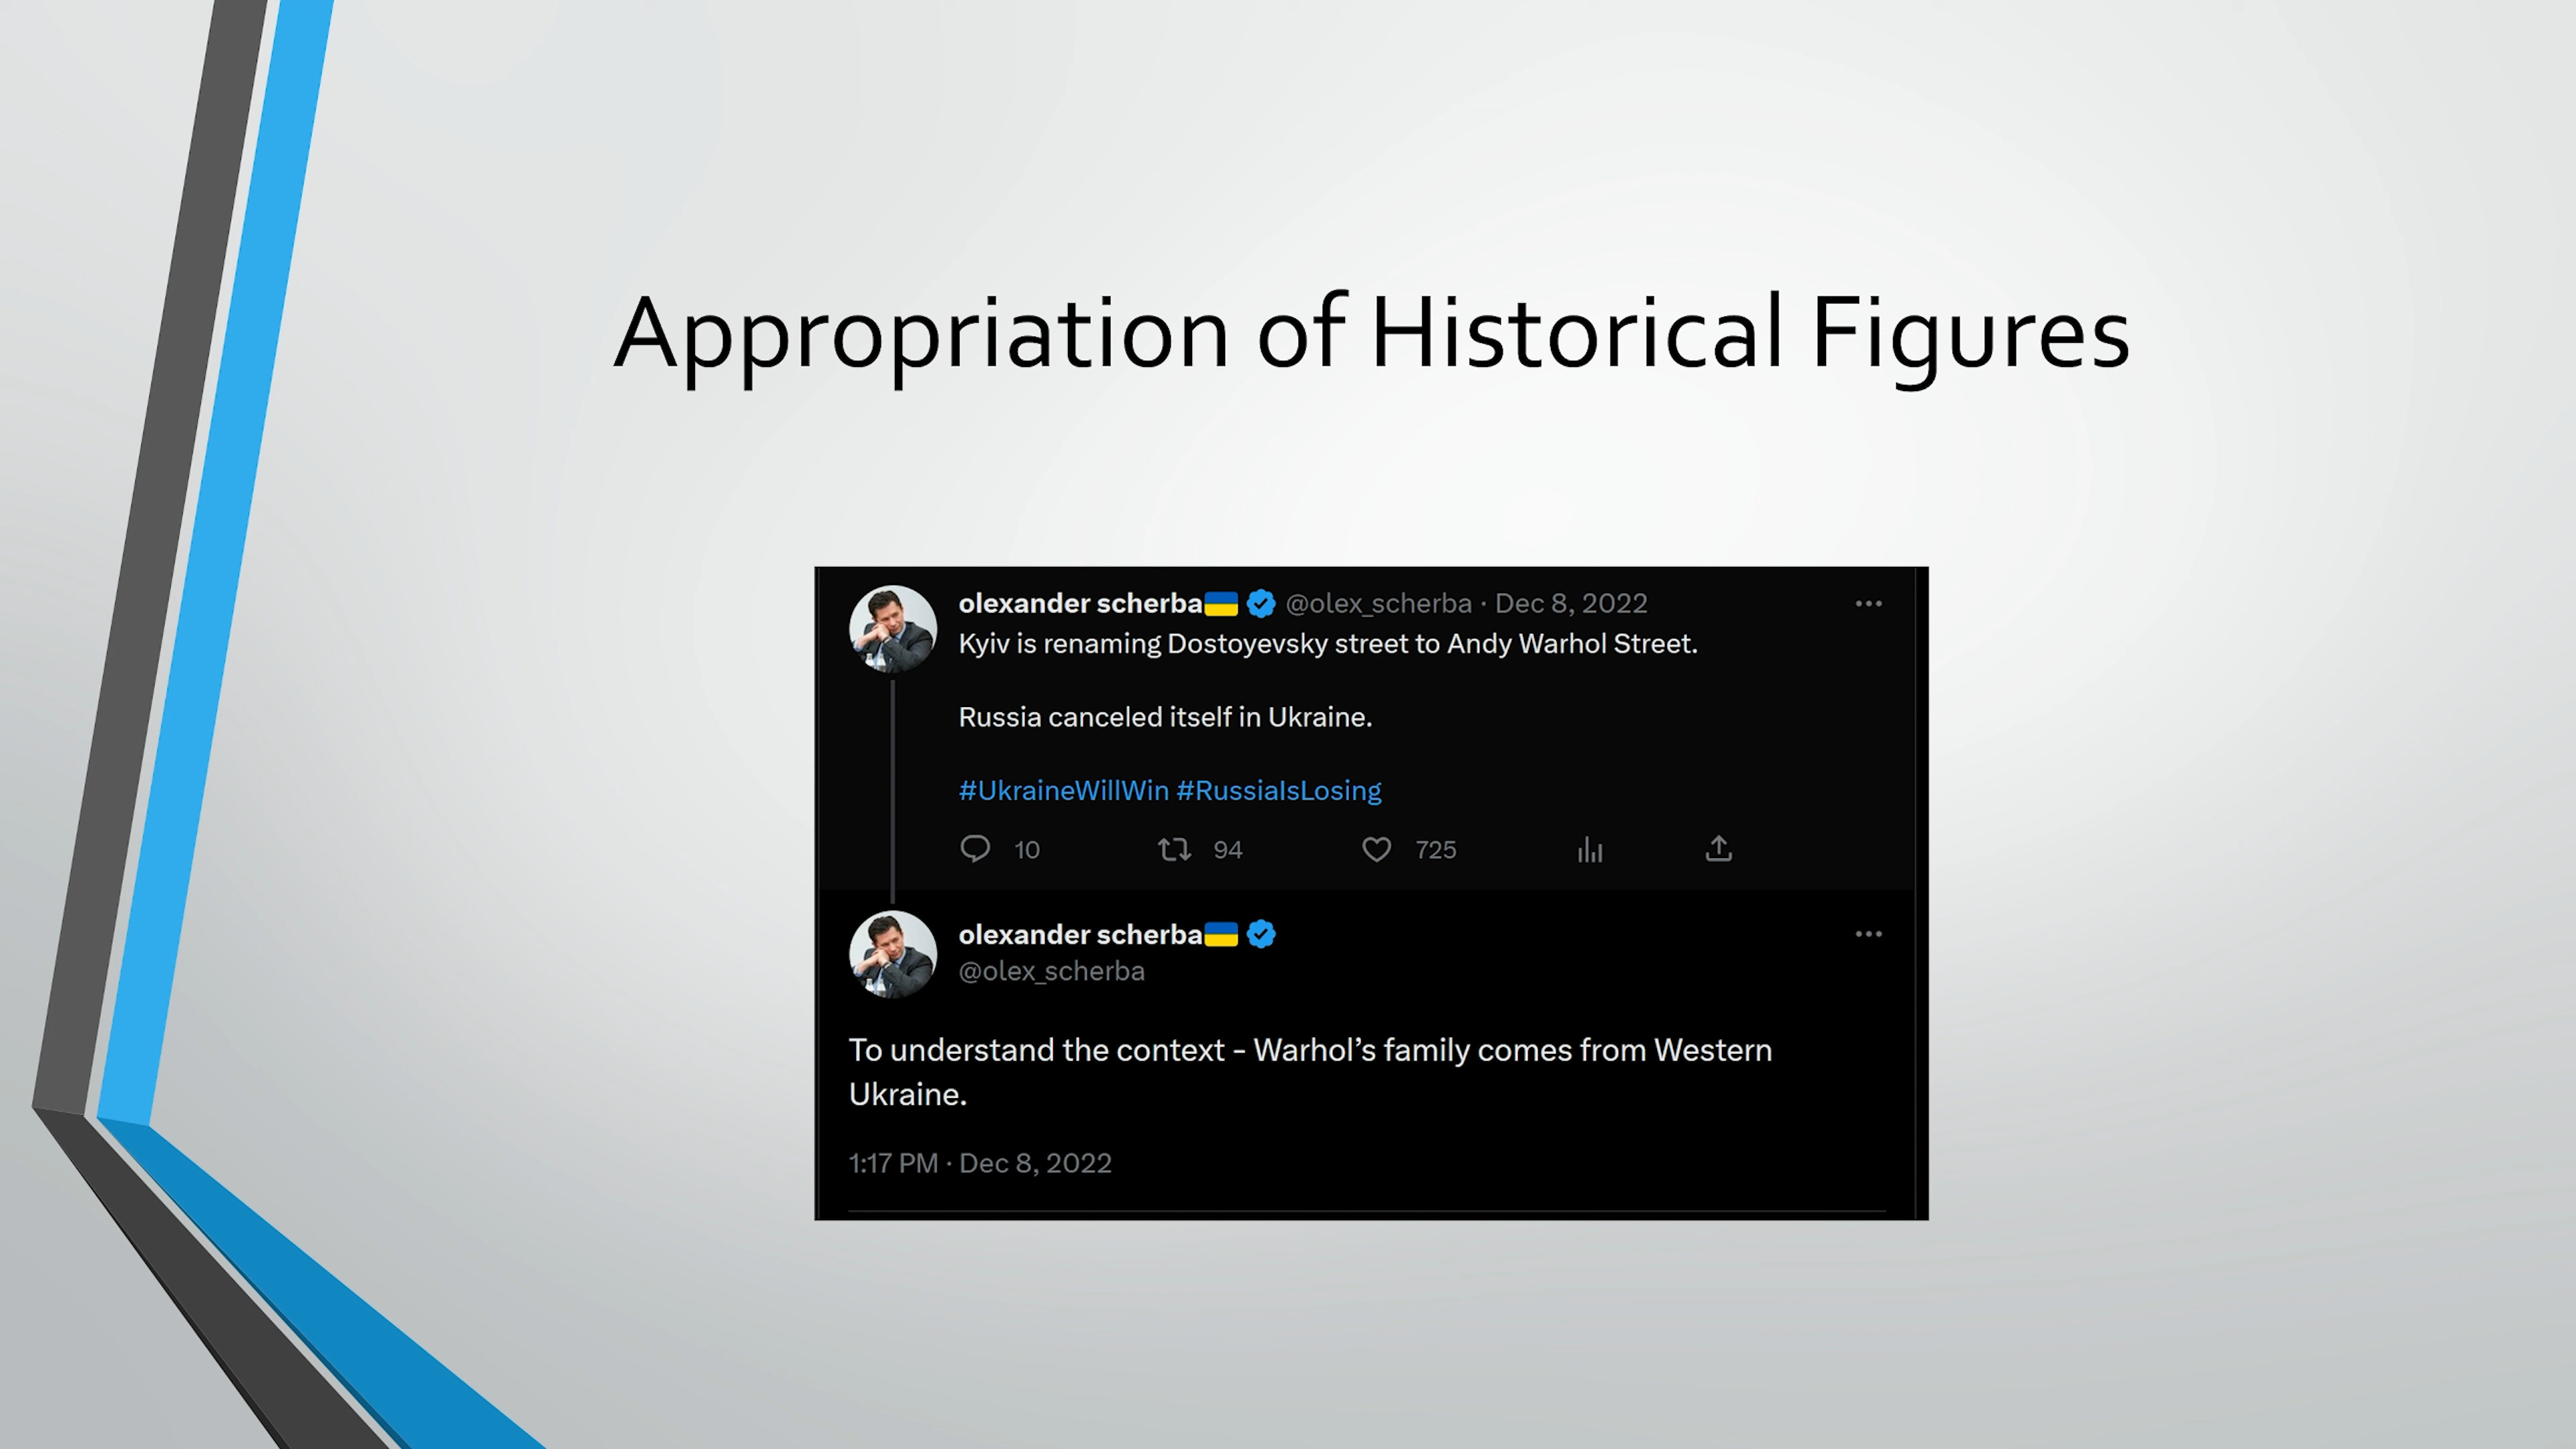 Appropriation of Historical Figures
olexander scherba🇺🇦 @olex_scherba · Dec 8, 2022
Kyiv is renaming Dostoyevsky street to Andy Warhol Street.
Russia canceled itself in Ukraine.
#UkraineWillWin #RussiaIsLosing
10 94 725
olexander scherba🇺🇦
@olex_scherba
To understand the context - Warhol’s family comes from Western
Ukraine.
1:17 PM · Dec 8, 2022